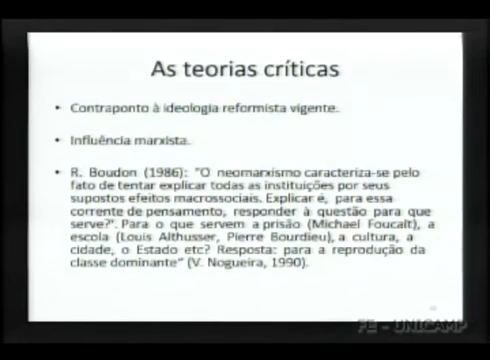 As teorias críticas
• Contraponto à ideologia reformista vigente.
• Influência marxista.
• R. Boudon (1986): "O neomarxismo caracteriza-se pelo
fato de tentar explicar todas as instituições por seus
supostos efeitos macrossociais. Explicar é, para essa
corrente de pensamento, responder à questão para que
serve?'. Para o que servem a prisão (Michael Foucalt), a
escola (Louis Althusser, Pierre Bourdieu), a cultura, a
cidade, o Estado etc? Resposta: para a reprodução da
classe dominante" (V. Nogueira, 1990).
FE - UNICAMP